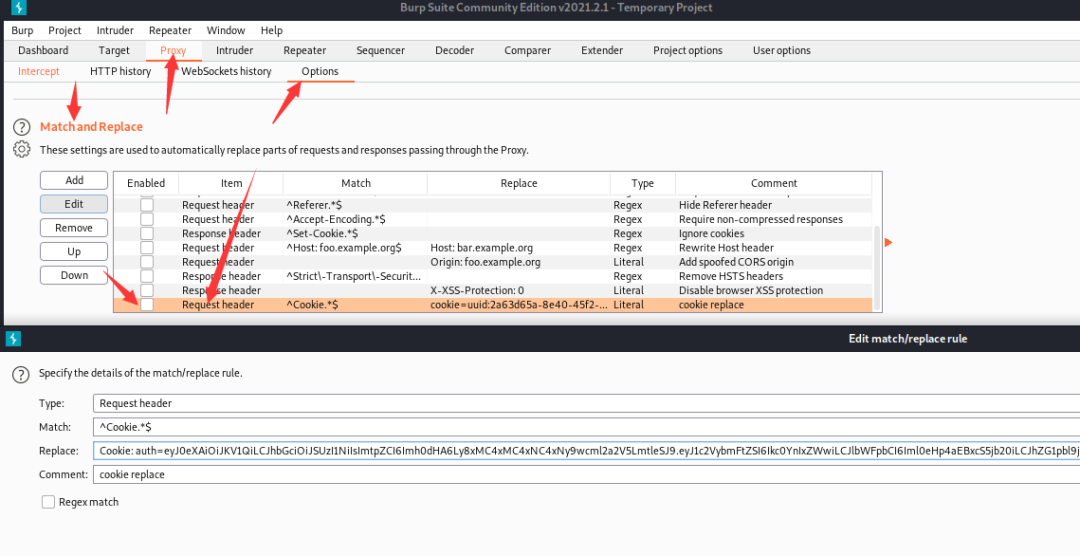 Burp Suite Community Edition v2021.2.1 - Temporary Project
Burp Project Intruder Repeater Window Help
Dashboard Target Proxy Intruder Repeater Sequencer Decoder Comparer Extender Project options User options
Intercept HTTP history WebSockets history Options
Match and Replace
These settings are used to automatically replace parts of requests and responses passing through the Proxy.
Add
Edit
Remove
Up
Down
Enabled Item Match Replace Type Comment
Request header ^Referer.*$ Regex Hide Referer header
Request header ^Accept-Encoding.*$ Regex Require non-compressed responses
Response header ^Set-Cookie.*$ Regex Ignore cookies
Request header ^Host: foo.example.org$ Host: bar.example.org Regex Rewrite Host header
Request header Origin: foo.example.org Literal Add spoofed CORS origin
Response header ^Strict\-Transport\-Securit... Regex Remove HSTS headers
Response header X-XSS-Protection: 0 Literal Disable browser XSS protection
Request header ^Cookie.*$ cookie=uuid:2a63d65a-8e40-45f2-... Literal cookie replace
Edit match/replace rule
Specify the details of the match/replace rule.
Type: Request header
Match: ^Cookie.*$
Replace: Cookie:
Comment: cookie replace
Regex match